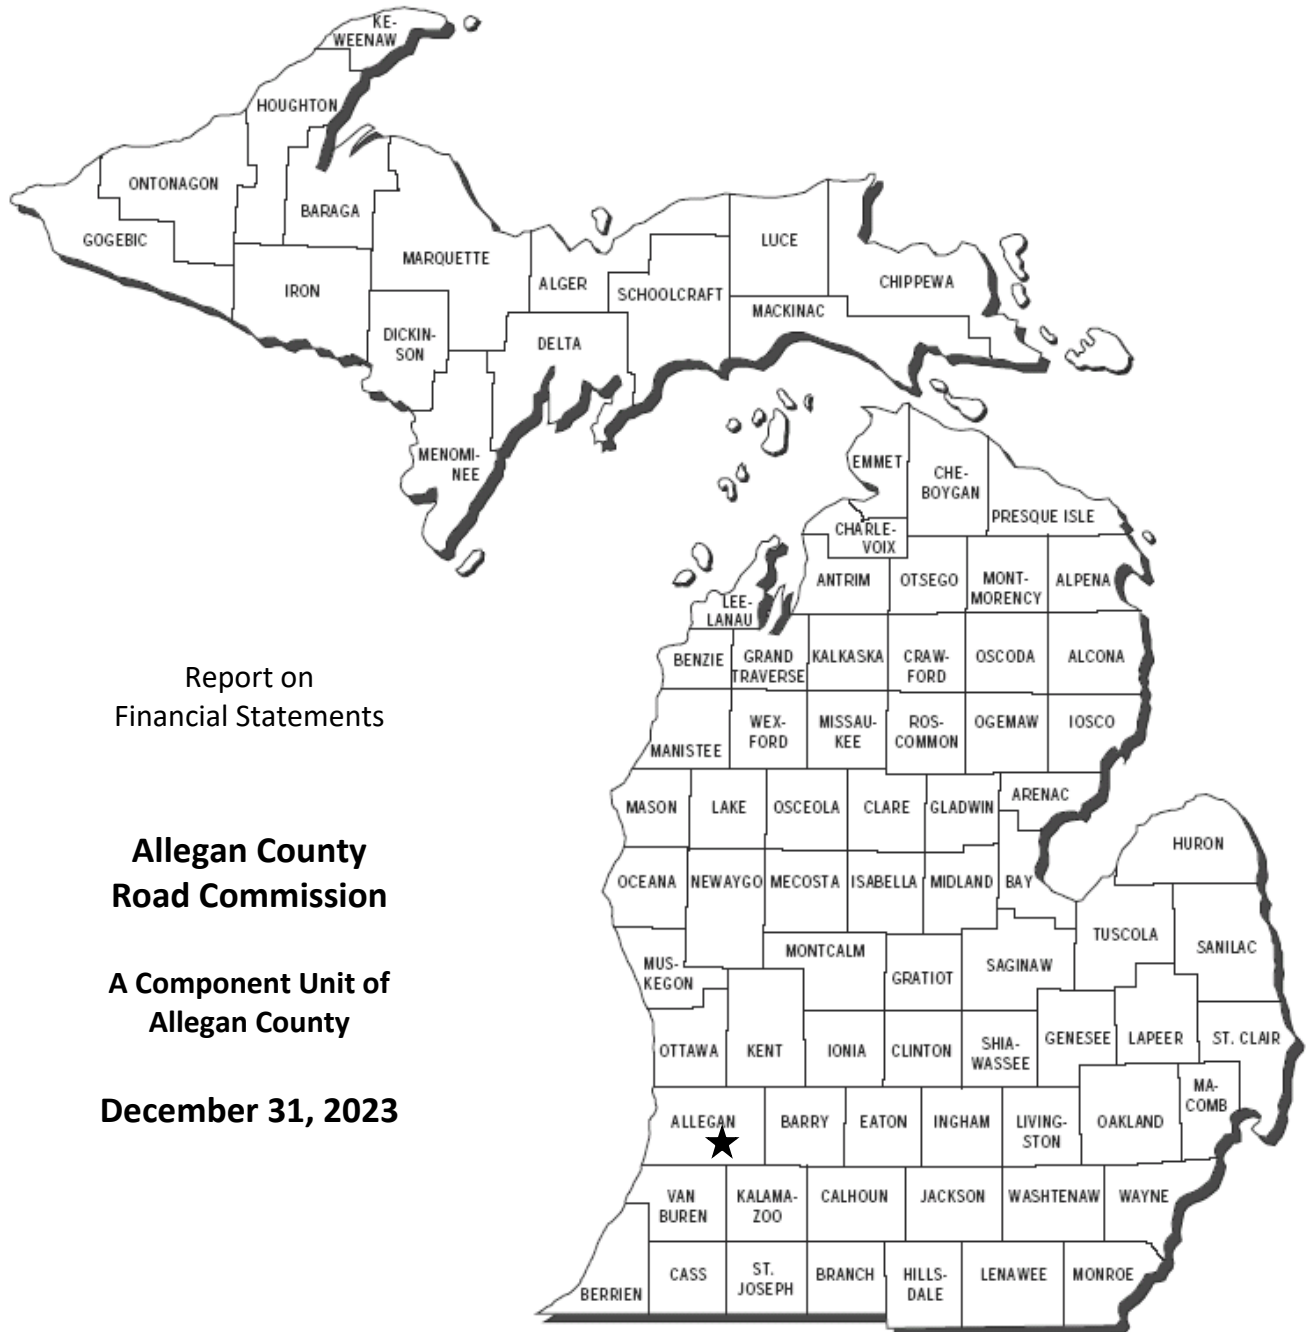 KE-
WEENAW
HOUGHTON
ONTONAGON
BARAGA
GOGEBIC
MARQUETTE
IRON
ALGER
LUCE
SCHOOLCRAFT
CHIPPEWA
MACKINAC
DICKIN-
SON
DELTA
MENOMI-
NEE
EMMET
CHE-
BOYGAN
PRESQUE ISLE
CHARLE-
VOIX
ANTRIM
OTSEGO
MONT-
MORENCY
ALPENA
LEE-
LANAU
BENZIE
GRAND
TRAVERSE
KALKASKA
CRAW-
FORD
OSCODA
ALCONA
MANISTEE
WEX-
FORD
MISSAU-
KEE
ROS-
COMMON
OGEMAW
IOSCO
MASON
LAKE
OSCEOLA
CLARE
GLADWIN
ARENAC
HURON
OCEANA
NEWAYGO
MECOSTA
ISABELLA
MIDLAND
BAY
TUSCOLA
SANILAC
MUS-
KEGON
MONTCALM
GRATIOT
SAGINAW
OTTAWA
KENT
IONIA
CLINTON
SHIA-
WASSEE
GENESEE
LAPEER
ST. CLAIR
MA-
COMB
ALLEGAN
BARRY
EATON
INGHAM
LIVING-
STON
OAKLAND
VAN
BUREN
KALAMA-
ZOO
CALHOUN
JACKSON
WASHTENAW
WAYNE
BERRIEN
CASS
ST.
JOSEPH
BRANCH
HILLS-
DALE
LENAWEE
MONROE
Report on
Financial Statements
Allegan County
Road Commission
A Component Unit of
Allegan County
December 31, 2023